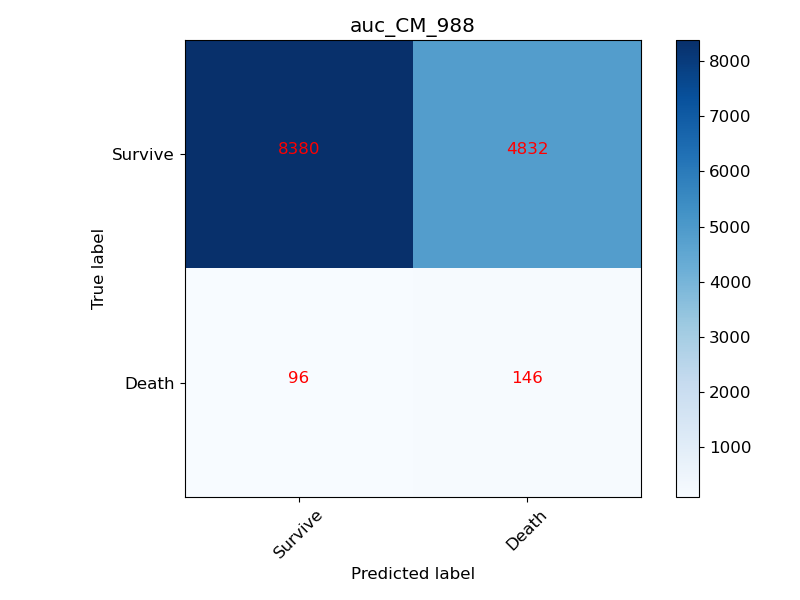 auc_CM_988
Survive
8380
4832
Death
96
146
Survive
Death
Predicted label
True label
8000
7000
6000
5000
4000
3000
2000
1000